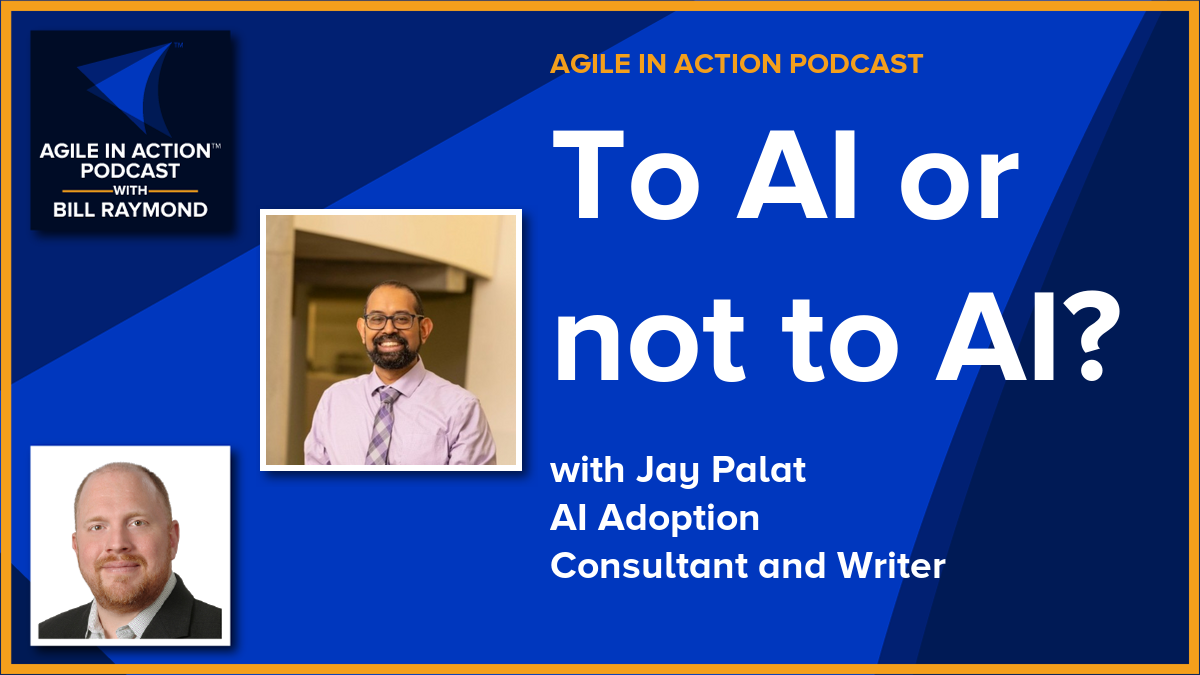 AGILE IN ACTION™
PODCAST
WITH
BILL RAYMOND
AGILE IN ACTION PODCAST
To AI or
not to AI?
with Jay Palat
AI Adoption
Consultant and Writer